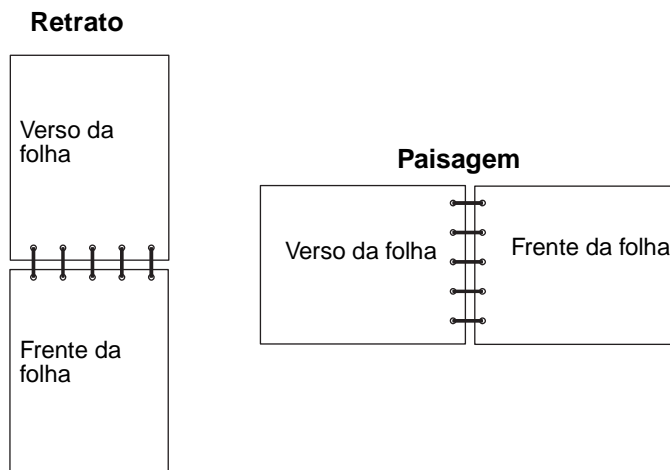 Retrato
Verso da
folha
Frente da
folha
Paisagem
Verso da folha
Frente da folha